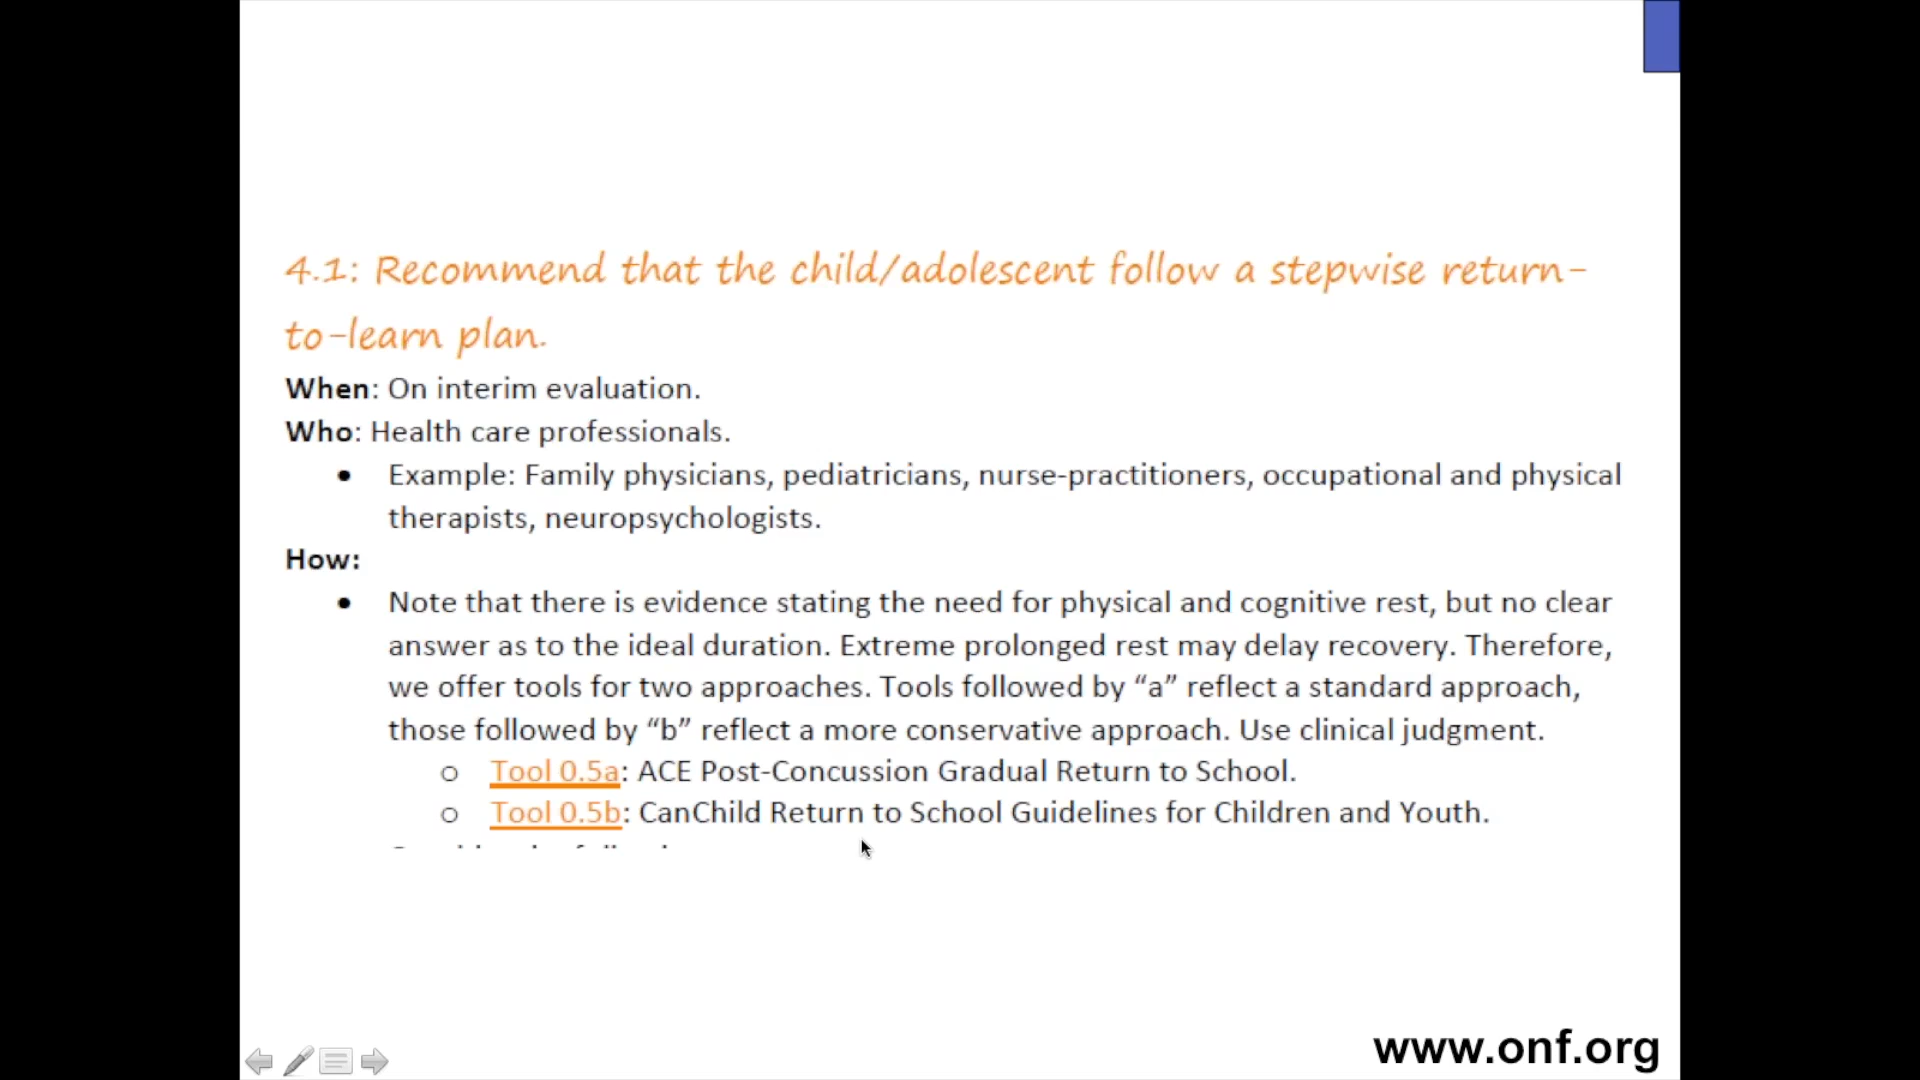 4.1: Recommend that the child/adolescent follow a stepwise return-
to-learn plan.
When: On interim evaluation.
Who: Health care professionals.
• Example: Family physicians, pediatricians, nurse-practitioners, occupational and physical
therapists, neuropsychologists.
How:
• Note that there is evidence stating the need for physical and cognitive rest, but no clear
answer as to the ideal duration. Extreme prolonged rest may delay recovery. Therefore,
we offer tools for two approaches. Tools followed by “a” reflect a standard approach,
those followed by “b” reflect a more conservative approach. Use clinical judgment.
○ Tool 0.5a: ACE Post-Concussion Gradual Return to School.
○ Tool 0.5b: CanChild Return to School Guidelines for Children and Youth.
www.onf.org